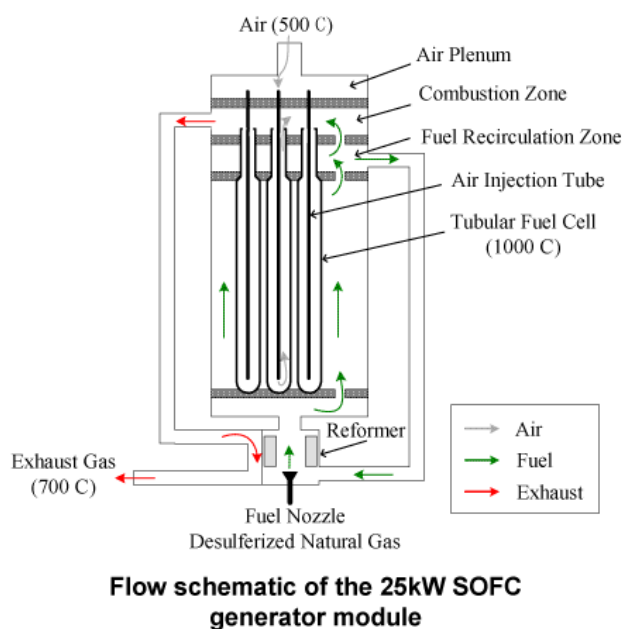 Air (500 C)
Air Plenum
Combustion Zone
Fuel Recirculation Zone
Air Injection Tube
Tubular Fuel Cell
(1000 C)
Reformer
Air
Fuel
Exhaust
Exhaust Gas
(700 C)
Fuel Nozzle
Desulferized Natural Gas
Flow schematic of the 25kW SOFC
generator module